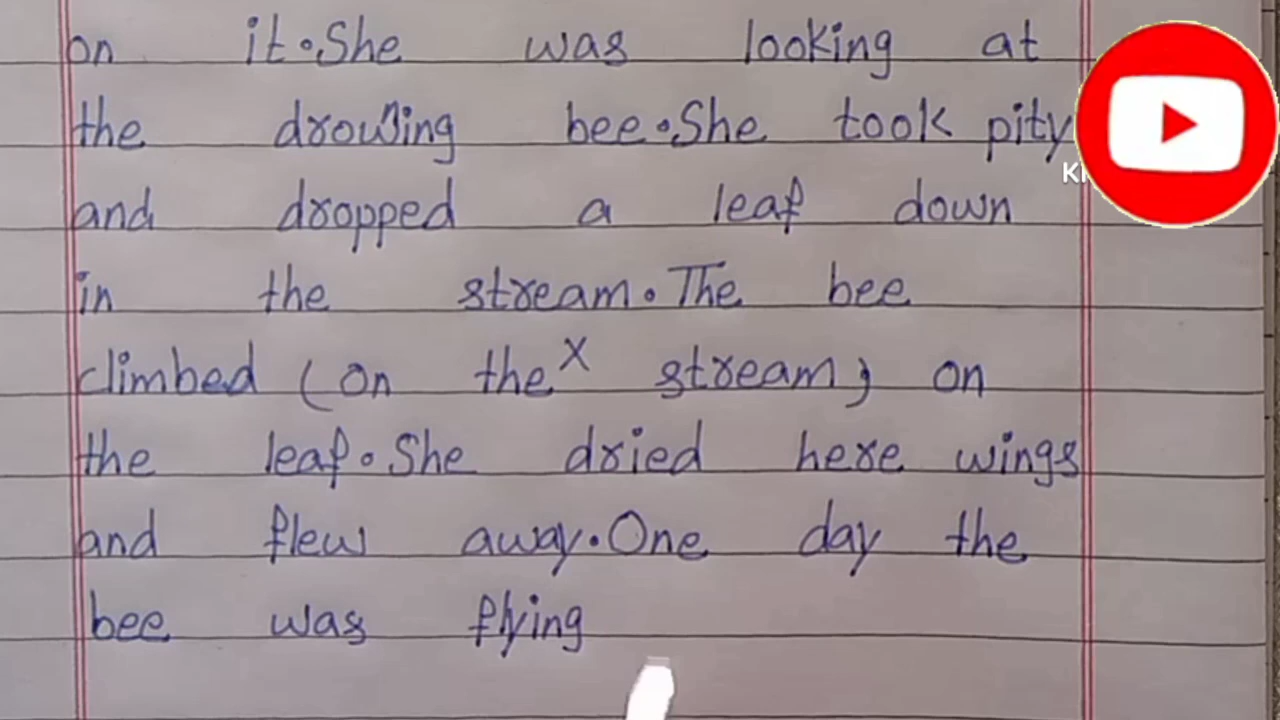 on it. She was looking at
the drowing bee. She took pity
and dropped a leaf down
in the stream. The bee
climbed (on the x stream) on
the leaf. She dried here wings
and flew away. One day the
bee was flying